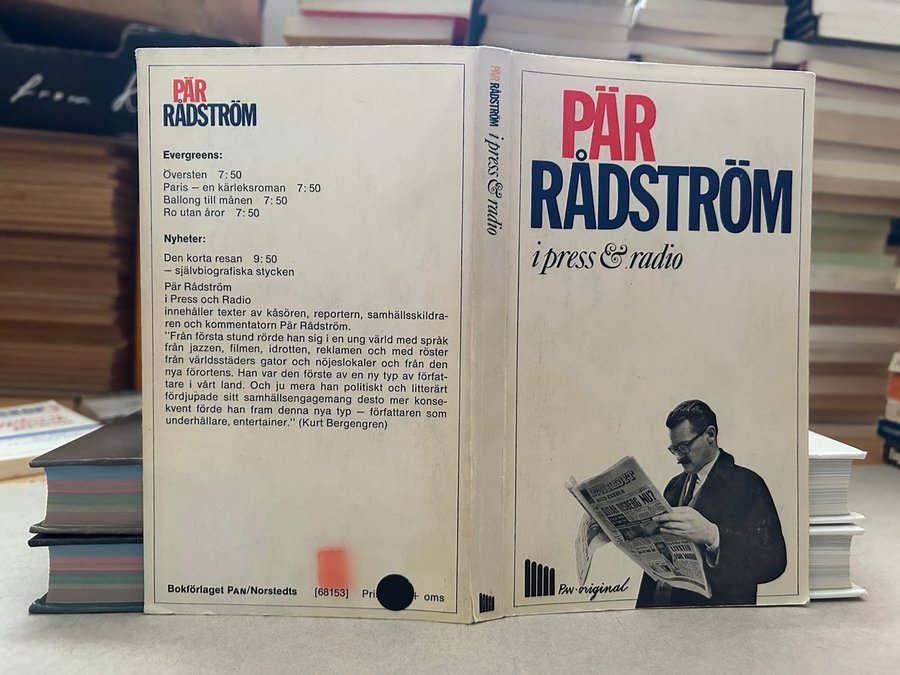 from
PÄR
RÅDSTRÖM
Evergreens:
Översten 7:50
Paris – en kärleksroman 7:50
Ballong till månen 7:50
Ro utan åror 7:50
Nyheter:
Den korta resan 9:50
– självbiografiska stycken
Pär Rådström
i Press och Radio
innehåller texter av kåsören, reportern, samhällsskildra-
ren och kommentatorn Pär Rådström.
"Från första stund rörde han sig i en ung värld med språk
från jazzen, filmen, idrotten, reklamen och med röster
från världsstäders gator och nöjeslokaler och från den
nya förortens. Han var den förste av en ny typ av förfat-
tare i vårt land. Och ju mera han politiskt och litterärt
fördjupade sitt samhällsengagemang desto mer konse-
kvent förde han fram denna nya typ – författaren som
underhållare, entertainer." (Kurt Bergengren)
Bokförlaget PAN/Norstedts [68153] Pri + oms
PÄR RÅDSTRÖM i press & radio
PÄR
RÅDSTRÖM
i press & radio
NU?
PAN-original